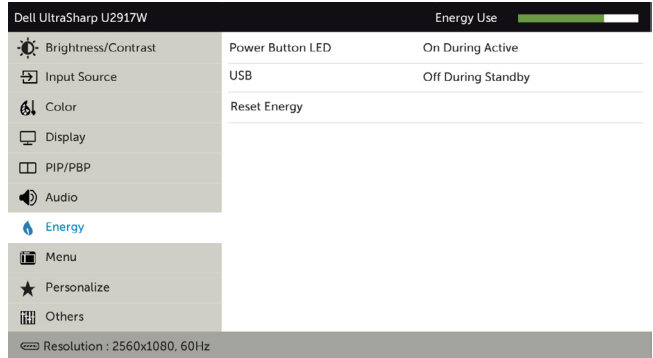 Dell UltraSharp U2917W Energy Use
Brightness/Contrast Power Button LED On During Active
Input Source USB Off During Standby
Color Reset Energy
Display
PIP/PBP
Audio
Energy
Menu
Personalize
Others
Resolution : 2560x1080, 60Hz